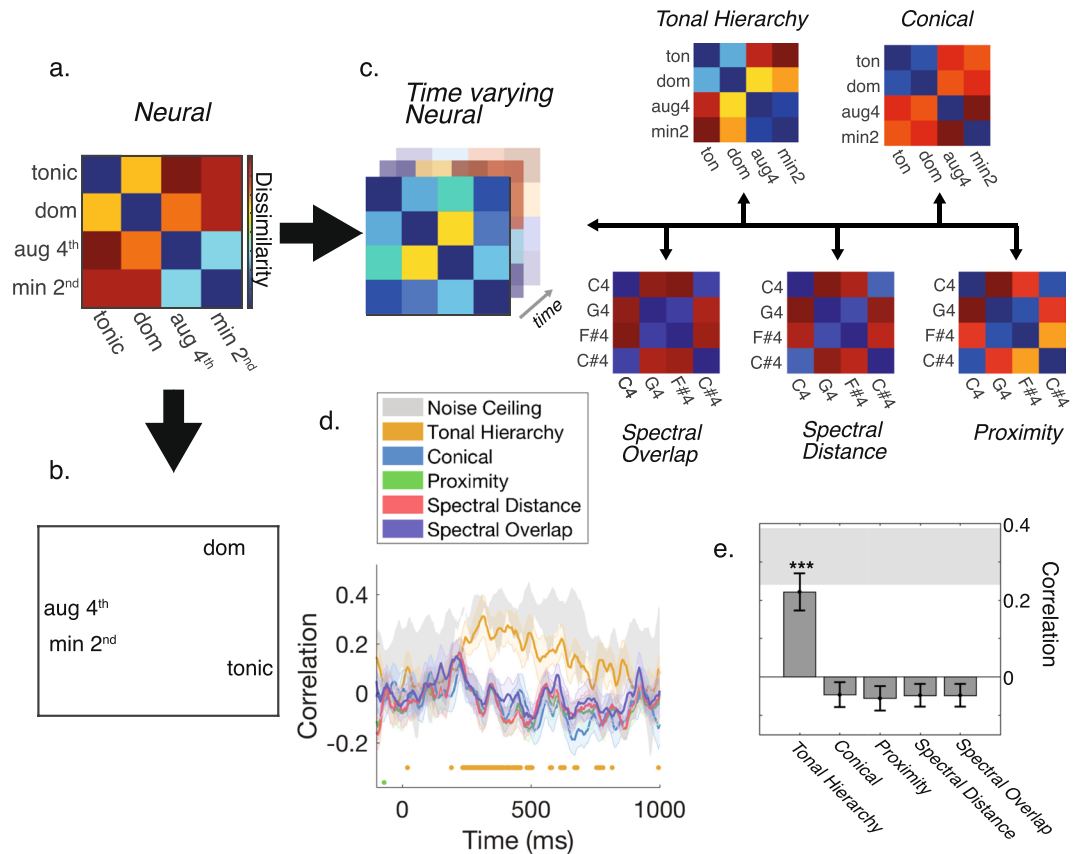 a.
Neural
tonic
dom
aug 4th
min 2nd
tonic
dom
aug 4th
min 2nd
Dissimilarity
c.
Time varying
Neural
time
Tonal Hierarchy
ton
dom
aug4
min2
ton
dom
aug4
min2
Conical
ton
dom
aug4
min2
ton
dom
aug4
min2
C4
G4
F#4
C#4
C4
G4
F#4
C#4
Spectral
Overlap
C4
G4
F#4
C#4
C4
G4
F#4
C#4
Spectral
Distance
C4
G4
F#4
C#4
C4
G4
F#4
C#4
Proximity
b.
dom
aug 4th
min 2nd
tonic
d.
Noise Ceiling
Tonal Hierarchy
Conical
Proximity
Spectral Distance
Spectral Overlap
Correlation
0.4
0.2
0
-0.2
0
500
1000
Time (ms)
e.
***
0.4
0.2
0
Correlation
Tonal Hierarchy
Conical
Proximity
Spectral Distance
Spectral Overlap